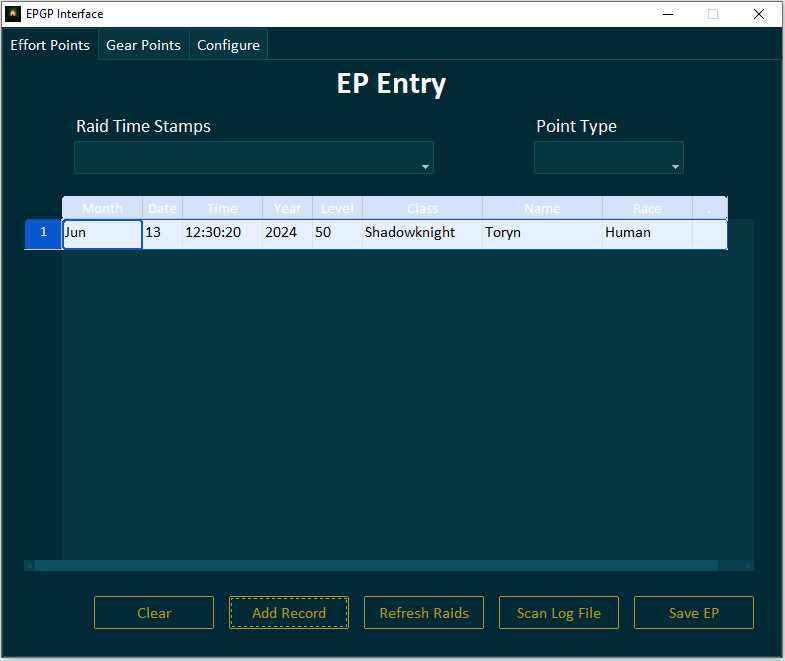 EPGP Interface
Effort Points Gear Points Configure
EP Entry
Raid Time Stamps Point Type
Month Date Time Year Level Class Name Race .
1 Jun 13 12:30:20 2024 50 Shadowknight Toryn Human
Clear Add Record Refresh Raids Scan Log File Save EP